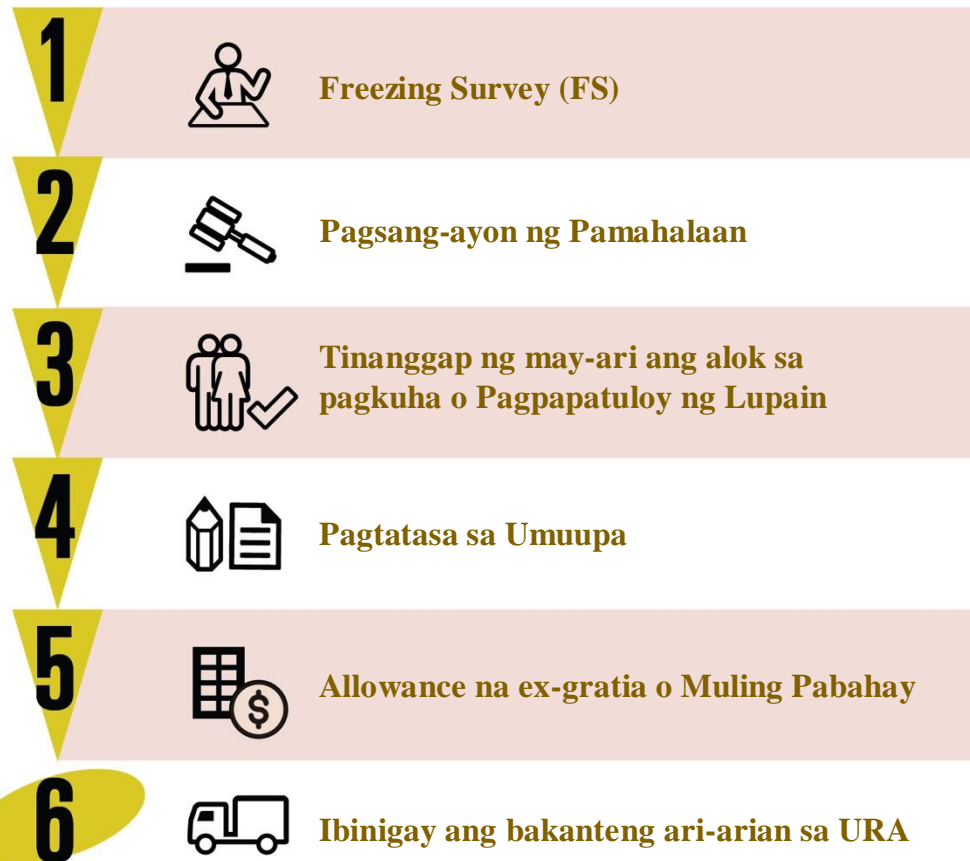 1
Freezing Survey (FS)
2
Pagsang-ayon ng Pamahalaan
3
Tinanggap ng may-ari ang alok sa
pagkuha o Pagpapatuloy ng Lupain
4
Pagtatasa sa Umuupa
5
Allowance na ex-gratia o Muling Pabahay
$
6
Ibinigay ang bakanteng ari-arian sa URA